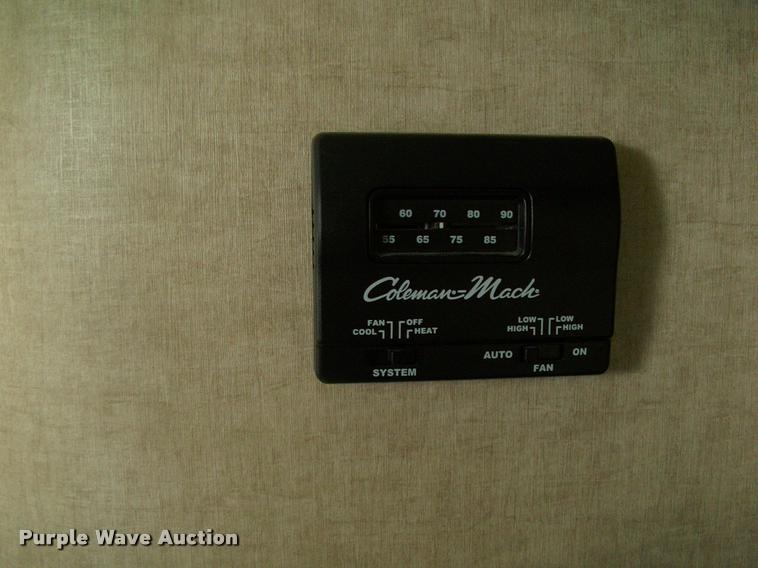 60 70 80 90
55 65 75 85
Coleman-Mach
FAN OFF
COOL HEAT
LOW LOW
HIGH HIGH
AUTO ON
SYSTEM FAN
Purple Wave Auction